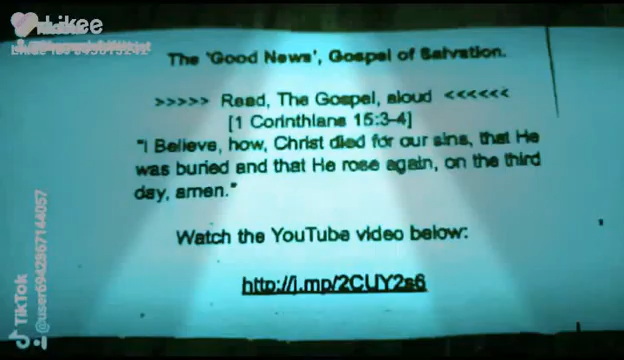 Likee
The 'Good News', Gospel of Salvation.
>>>>> Read, The Gospel, aloud <<<<<<
[1 Corinthians 15:3-4]
"I Believe, how, Christ died for our sins, that He
was buried and that He rose again, on the third
day, amen."
Watch the YouTube video below:
http://j.mp/2CUY2s6
TikTok
@user6942867144057